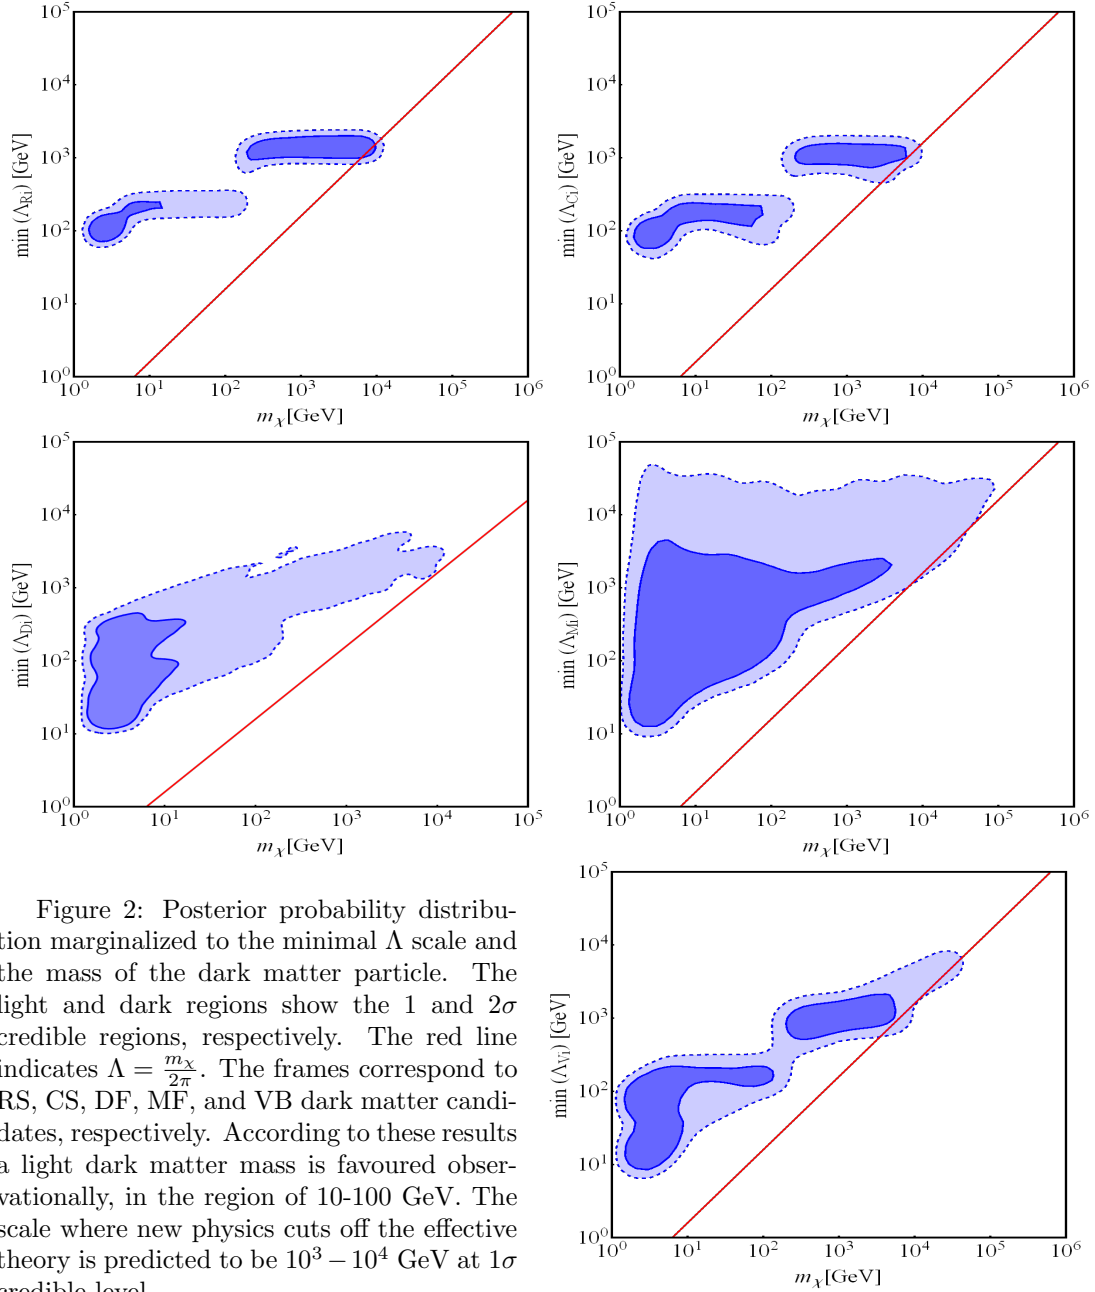 10^5
10^4
10^3
10^2
10^1
10^0
min (Λ_Ri) [GeV]
10^0 10^1 10^2 10^3 10^4 10^5 10^6
m_χ[GeV]
10^5
10^4
10^3
10^2
10^1
10^0
min (Λ_Ci) [GeV]
10^0 10^1 10^2 10^3 10^4 10^5 10^6
m_χ[GeV]
10^5
10^4
10^3
10^2
10^1
10^0
min (Λ_Di) [GeV]
10^0 10^1 10^2 10^3 10^4 10^5
m_χ[GeV]
10^5
10^4
10^3
10^2
10^1
10^0
min (Λ_Mi) [GeV]
10^0 10^1 10^2 10^3 10^4 10^5 10^6
m_χ[GeV]
Figure 2: Posterior probability distribu-
tion marginalized to the minimal Λ scale and
the mass of the dark matter particle. The
light and dark regions show the 1 and 2σ
credible regions, respectively. The red line
indicates Λ = m_χ/2π. The frames correspond to
RS, CS, DF, MF, and VB dark matter candi-
dates, respectively. According to these results
a light dark matter mass is favoured obser-
vationally, in the region of 10-100 GeV. The
scale where new physics cuts off the effective
theory is predicted to be 10^3 – 10^4 GeV at 1σ
credible level
10^5
10^4
10^3
10^2
10^1
10^0
min (Λ_Vi) [GeV]
10^0 10^1 10^2 10^3 10^4 10^5 10^6
m_χ[GeV]